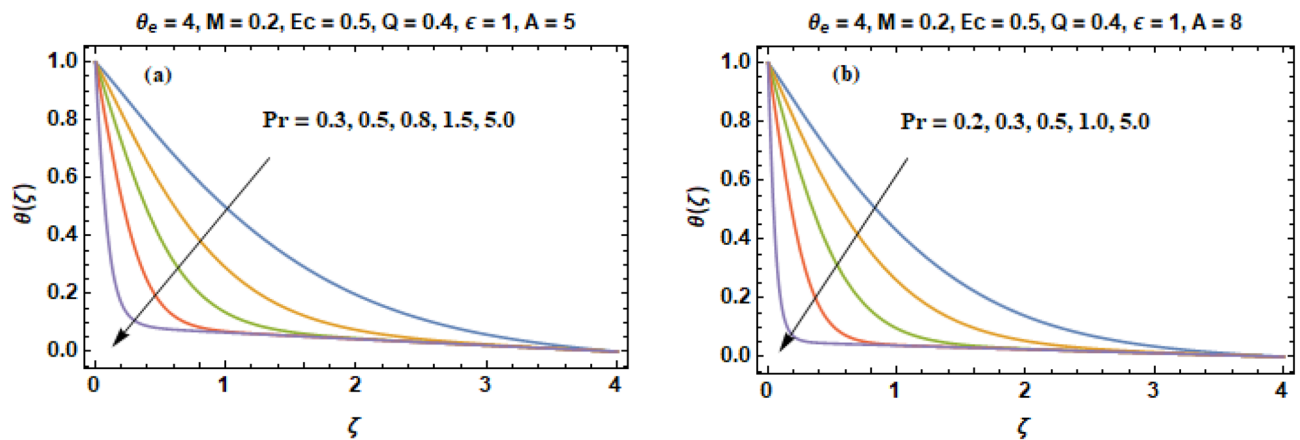 θe = 4, M = 0.2, Ec = 0.5, Q = 0.4, ϵ = 1, A = 5
(a)
Pr = 0.3, 0.5, 0.8, 1.5, 5.0
θ(ζ)
1.0
0.8
0.6
0.4
0.2
0.0
0 1 2 3 4
ζ
θe = 4, M = 0.2, Ec = 0.5, Q = 0.4, ϵ = 1, A = 8
(b)
Pr = 0.2, 0.3, 0.5, 1.0, 5.0
θ(ζ)
1.0
0.8
0.6
0.4
0.2
0.0
0 1 2 3 4
ζ